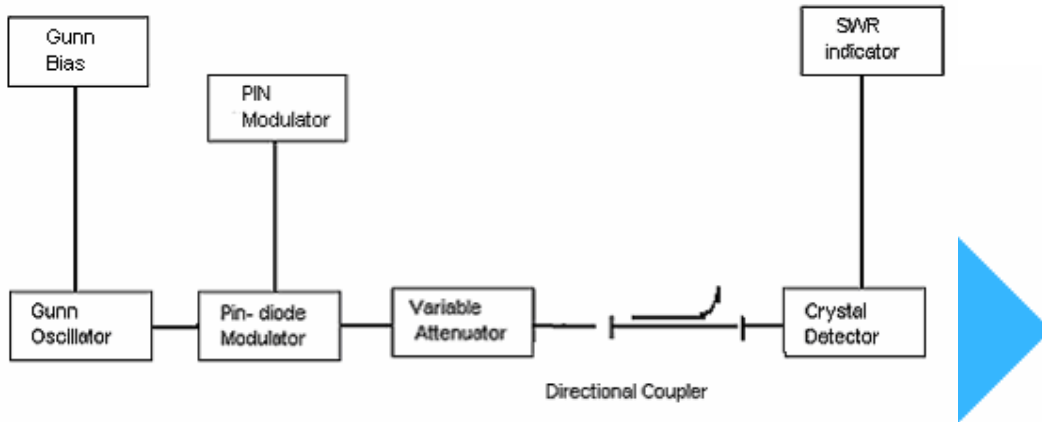 Gunn
Bias
SWR
indicator
PIN
Modulator
Gunn
Oscillator
Pin- diode
Modulator
Variable
Attenuator
Crystal
Detector
Directional Coupler